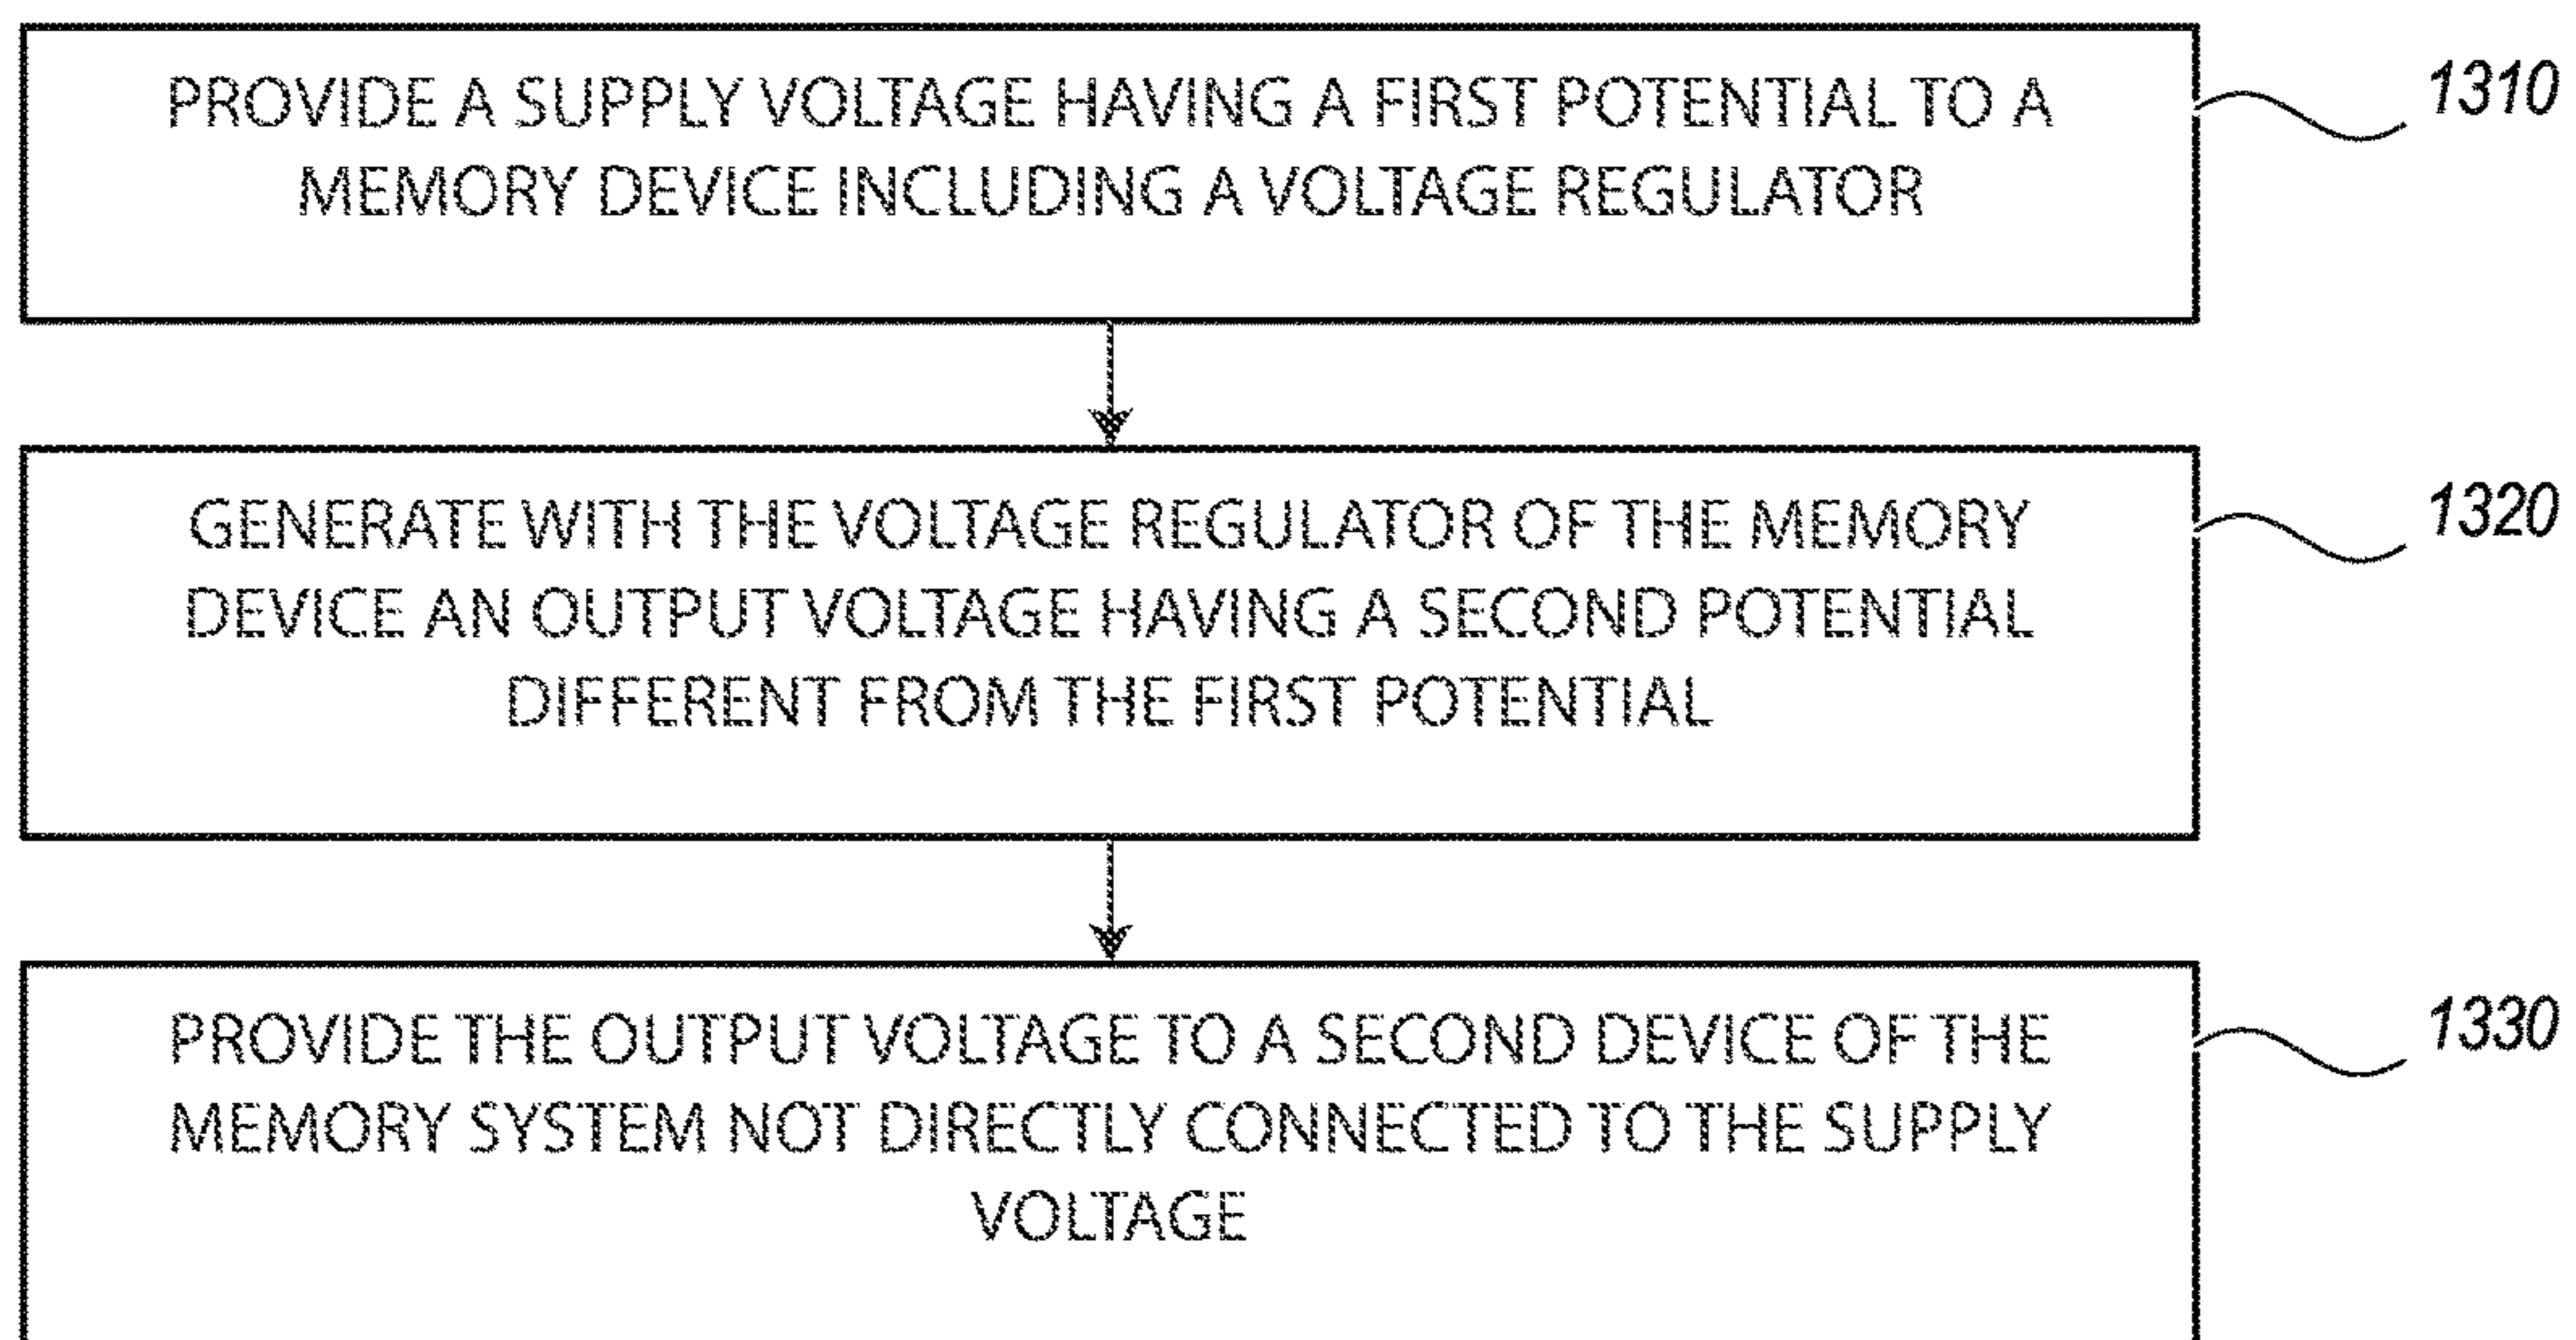 PROVIDE A SUPPLY VOLTAGE HAVING A FIRST POTENTIAL TO A
MEMORY DEVICE INCLUDING A VOLTAGE REGULATOR
1310
GENERATE WITH THE VOLTAGE REGULATOR OF THE MEMORY
DEVICE AN OUTPUT VOLTAGE HAVING A SECOND POTENTIAL
DIFFERENT FROM THE FIRST POTENTIAL
1320
PROVIDE THE OUTPUT VOLTAGE TO A SECOND DEVICE OF THE
MEMORY SYSTEM NOT DIRECTLY CONNECTED TO THE SUPPLY
VOLTAGE
1330